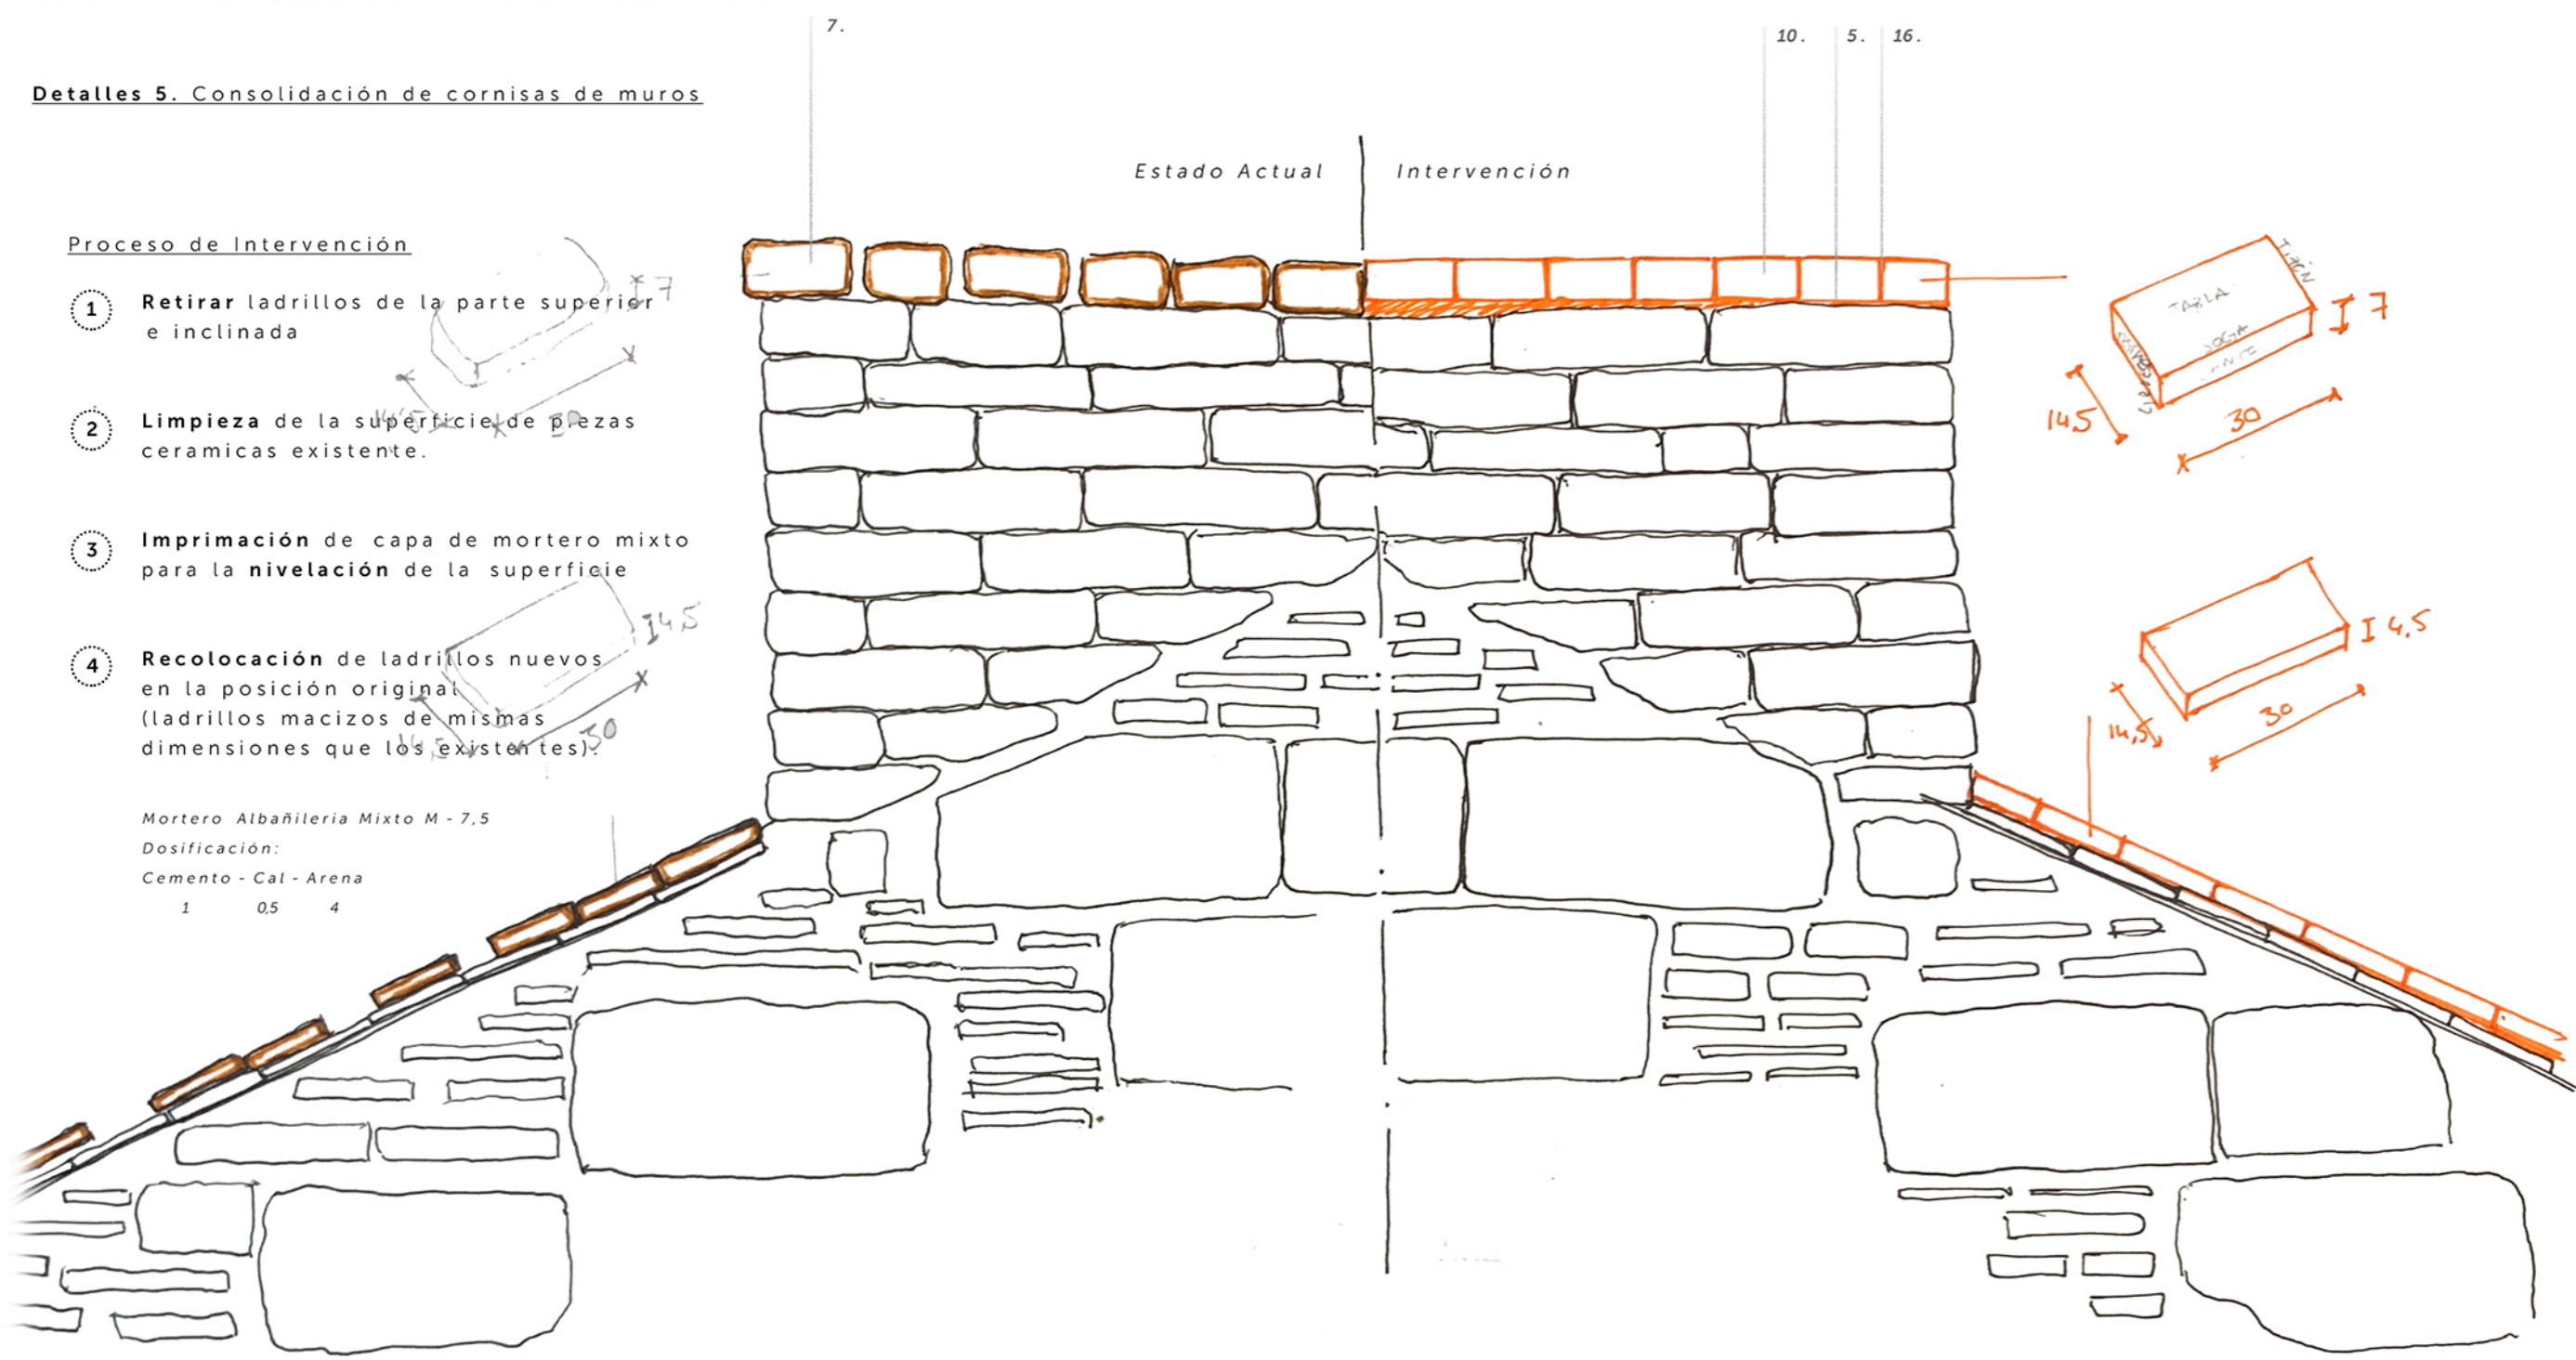 7.
10. 5. 16.
Detalles 5. Consolidación de cornisas de muros
Estado Actual
Intervención
Proceso de Intervención
1 Retirar ladrillos de la parte superior
e inclinada
2 Limpieza de la superficie de piezas
ceramicas existente.
3 Imprimación de capa de mortero mixto
para la nivelación de la superficie
4 Recolocación de ladrillos nuevos
en la posición original
(ladrillos macizos de mismas
dimensiones que los existentes).
Mortero Albañileria Mixto M - 7,5
Dosificación:
Cemento - Cal - Arena
1 0,5 4
7
30
4,5
30
TIZÓN
TABLA
SOGA
7
14,5
30
4,5
14,5
30